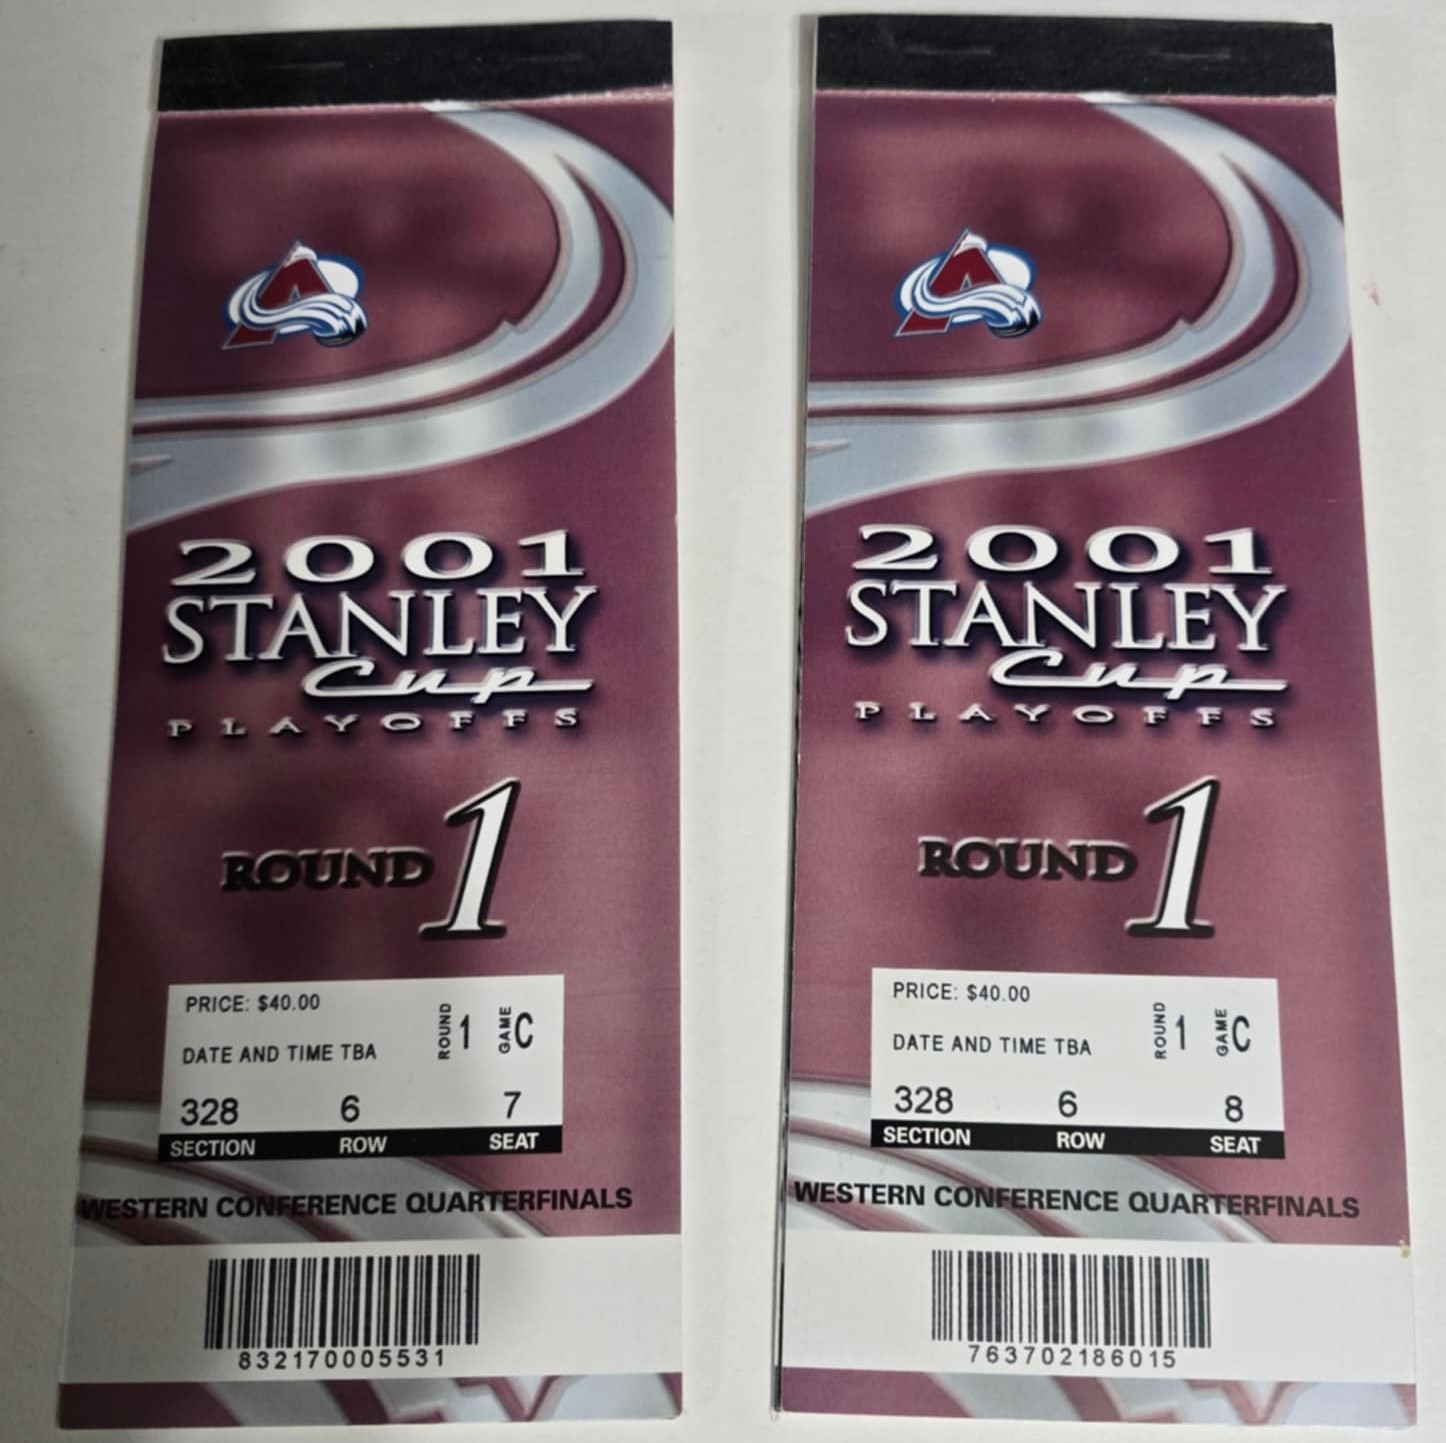 2001
STANLEY
Cup
PLAYOFFS
ROUND 1
PRICE: $40.00
DATE AND TIME TBA
ROUND 1 GAME C
328 6 7
SECTION ROW SEAT
WESTERN CONFERENCE QUARTERFINALS
832170005531
2001
STANLEY
Cup
PLAYOFFS
ROUND 1
PRICE: $40.00
DATE AND TIME TBA
ROUND 1 GAME C
328 6 8
SECTION ROW SEAT
WESTERN CONFERENCE QUARTERFINALS
763702186015